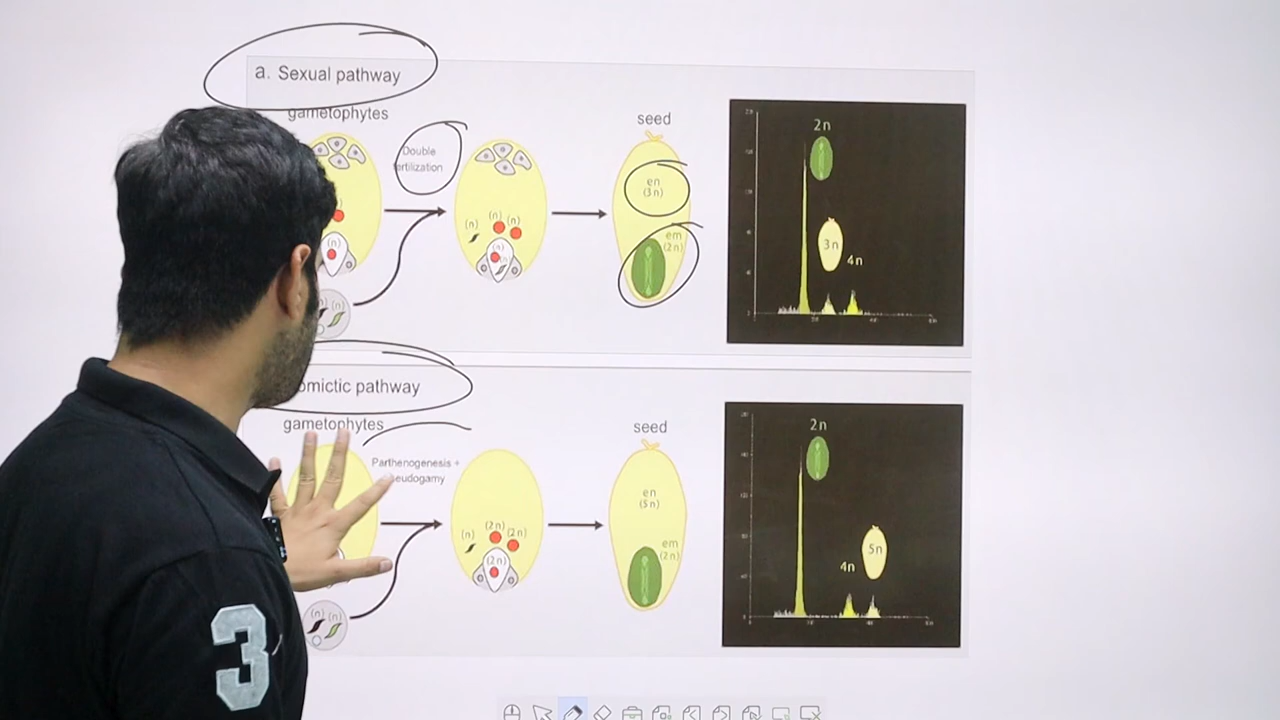 a. Sexual pathway
gametophytes
Double
seed
(n)
(n)
(n)
(n)
(n)
(n)
en
(3n)
em
(2n)
2n
3n
4n
omictic pathway
gametophytes
Parthenogenesis +
eudogamy
seed
(n)
(2n)
(2n)
(2n)
(n)
(n)
en
(5n)
em
(2n)
2n
4n
5n
3